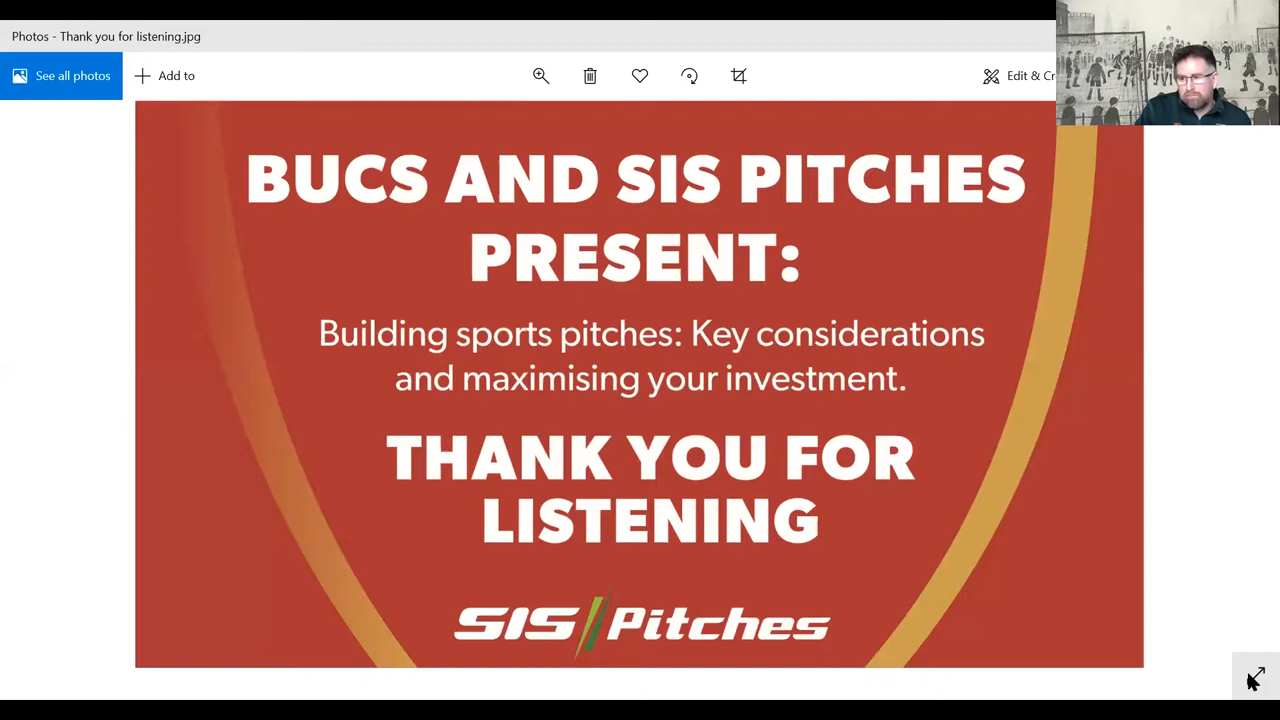 Photos - Thank you for listening.jpg
See all photos
Add to
Edit & Cr
BUCS AND SIS PITCHES
PRESENT:
Building sports pitches: Key considerations
and maximising your investment.
THANK YOU FOR
LISTENING
SIS Pitches